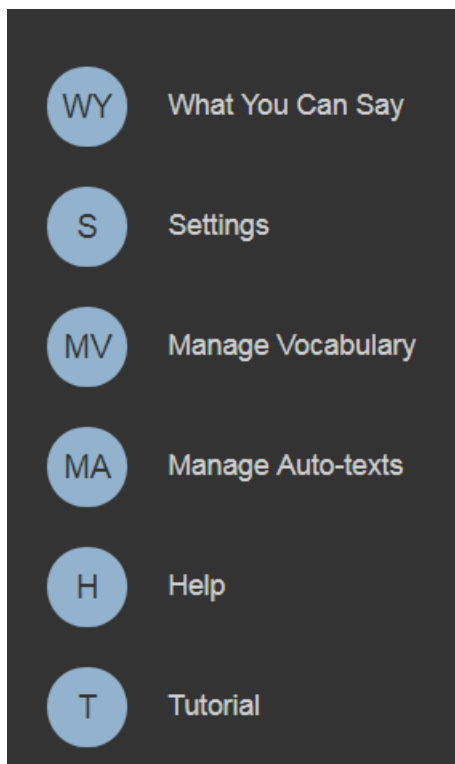 WY What You Can Say
S Settings
MV Manage Vocabulary
MA Manage Auto-texts
H Help
T Tutorial